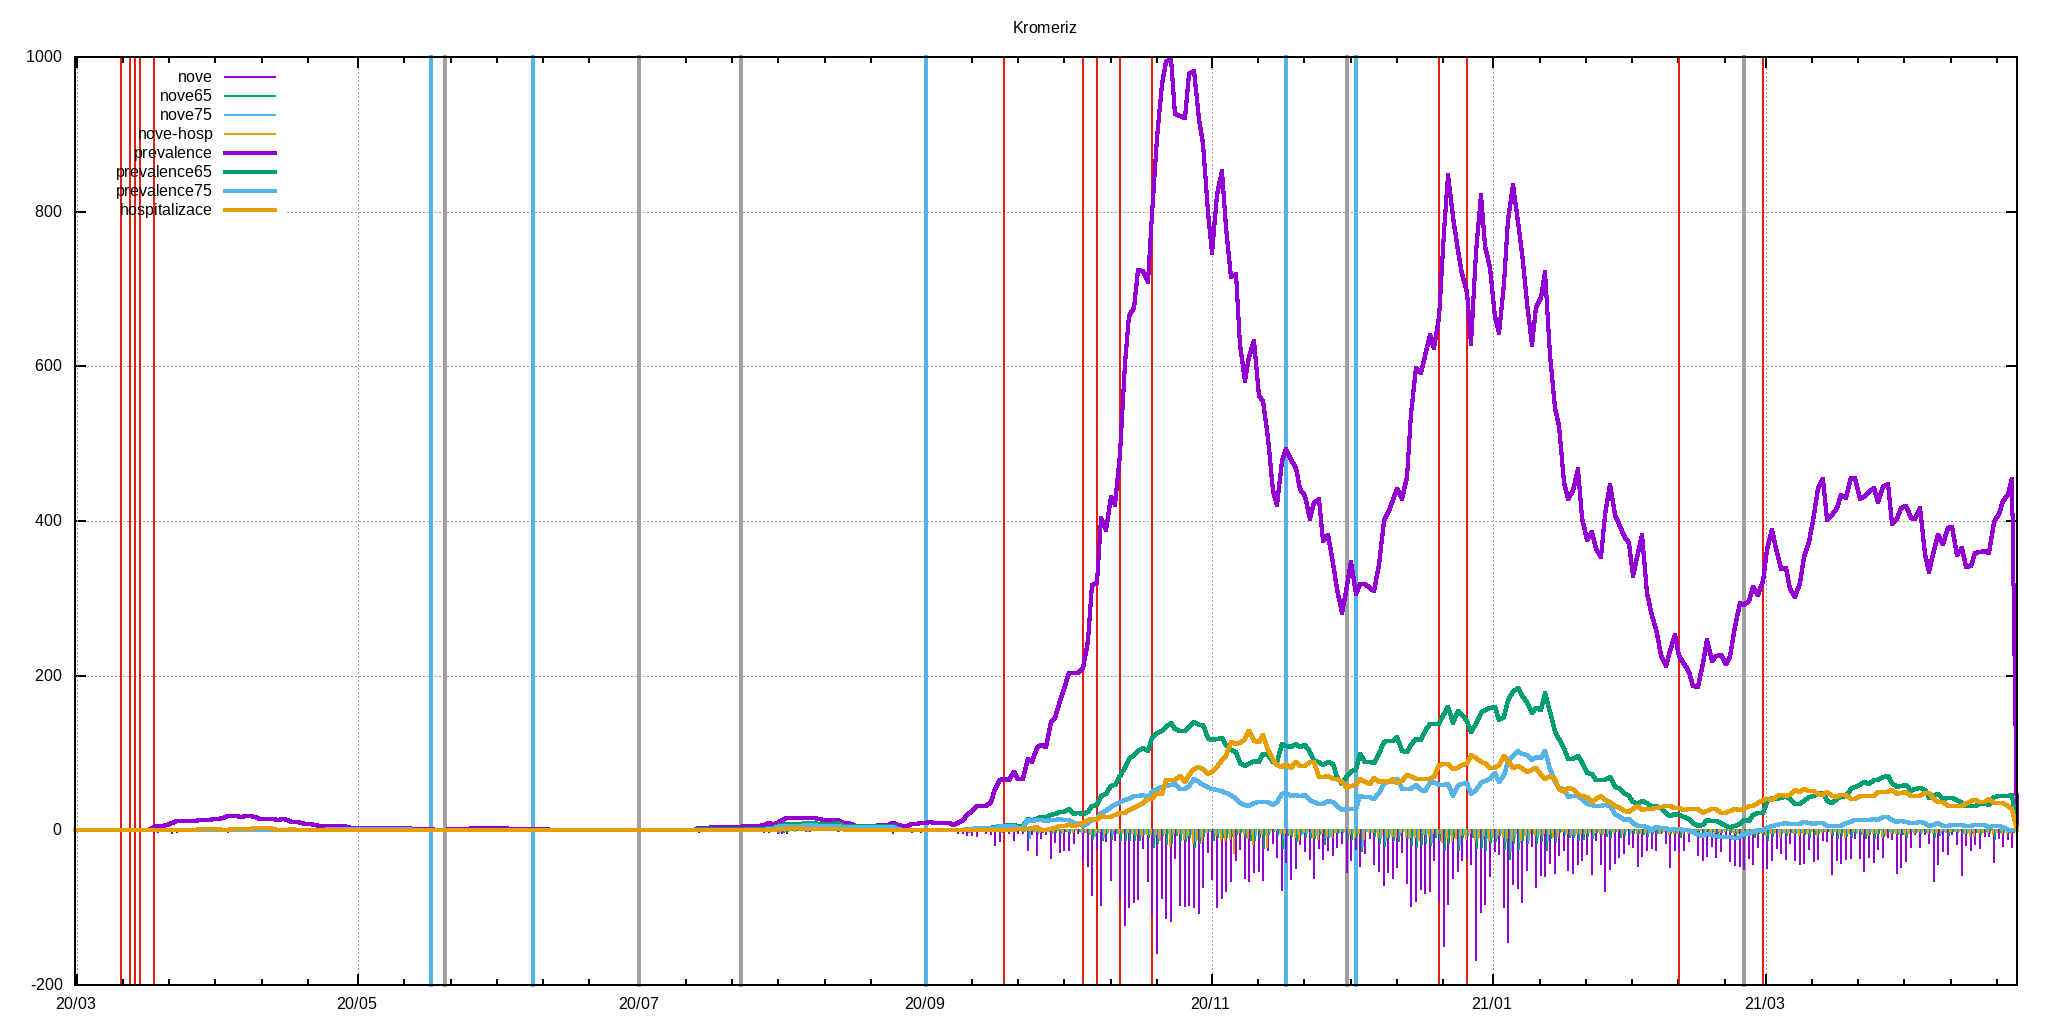 Kromeriz
1000
800
600
400
200
0
-200
nove
nove65
nove75
nove-hosp
prevalence
prevalence65
prevalence75
hospitalizace
20/03 20/05 20/07 20/09 20/11 21/01 21/03